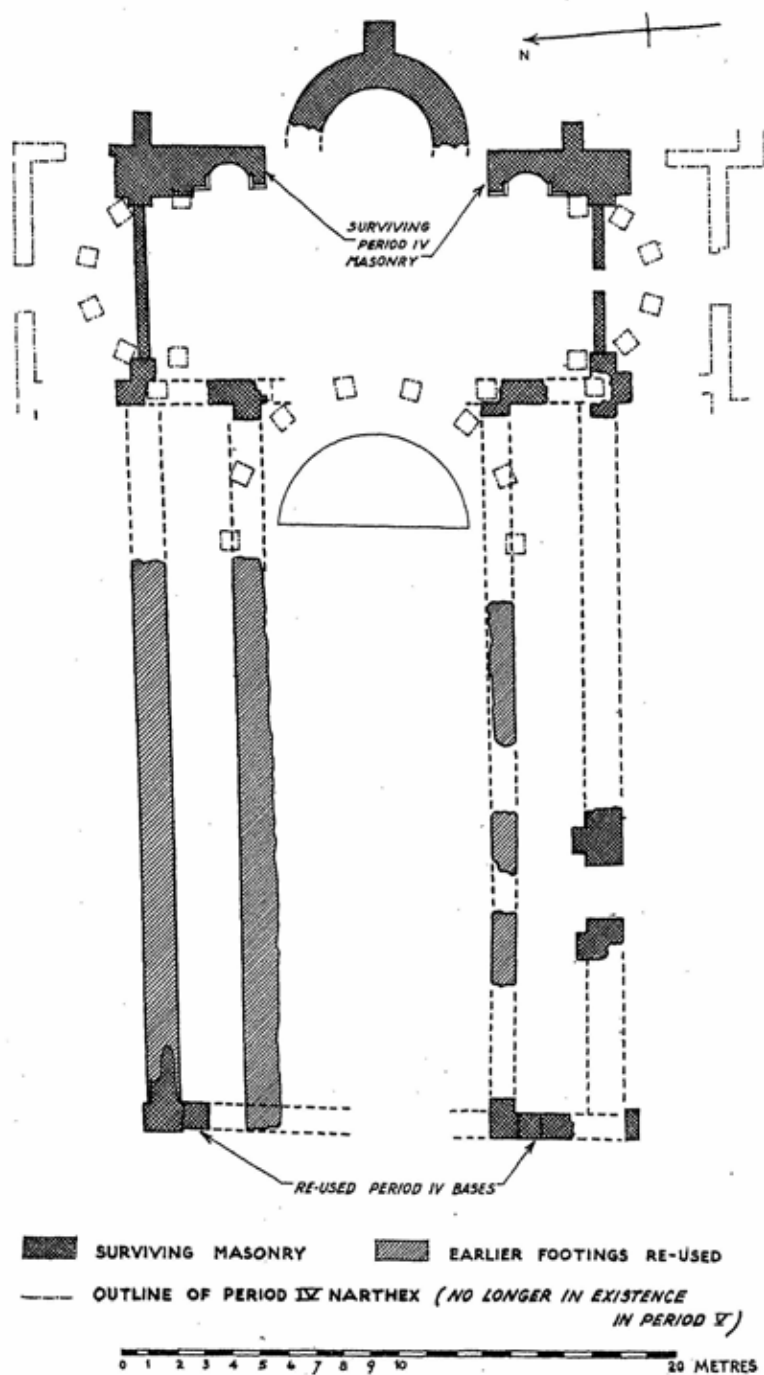 N
SURVIVING
PERIOD IV
MASONRY
RE-USED PERIOD IV BASES
SURVIVING MASONRY
EARLIER FOOTINGS RE-USED
OUTLINE OF PERIOD IV NARTHEX (NO LONGER IN EXISTENCE
IN PERIOD V)
0 1 2 3 4 5 6 7 8 9 10 20 METRES